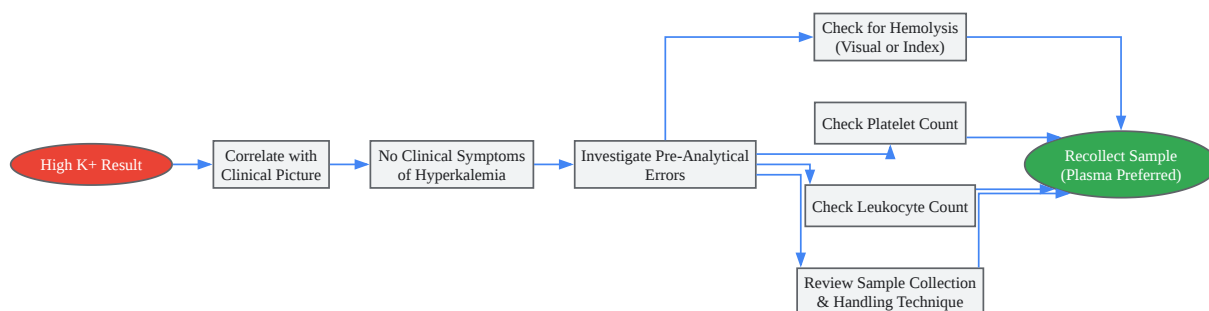 High K+ Result
Correlate with
Clinical Picture
No Clinical Symptoms
of Hyperkalemia
Investigate Pre-Analytical
Errors
Check for Hemolysis
(Visual or Index)
Check Platelet Count
Check Leukocyte Count
Review Sample Collection
& Handling Technique
Recollect Sample
(Plasma Preferred)